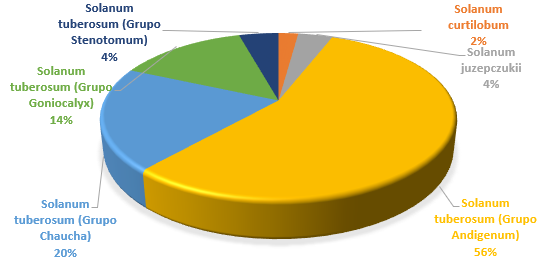 Solanum
tuberosum (Grupo
Stenotomum)
4%
Solanum
curtilobum
2%
Solanum
juzepczukii
4%
Solanum
tuberosum (Grupo
Goniocalyx)
14%
Solanum
tuberosum (Grupo
Chaucha)
20%
Solanum
tuberosum (Grupo
Andigenum)
56%